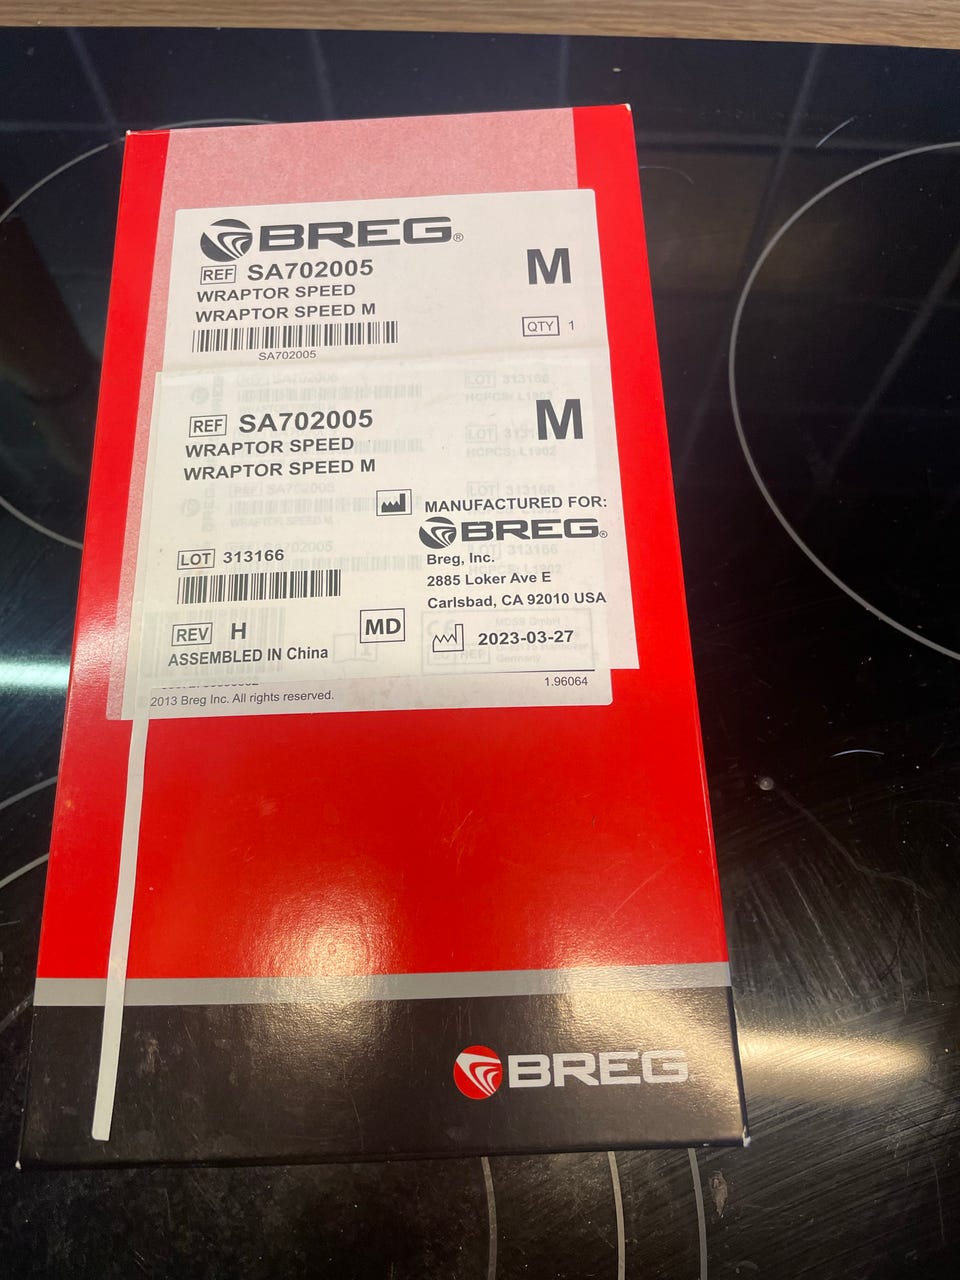 BREG®
REF SA702005
M
WRAPTOR SPEED
WRAPTOR SPEED M
QTY 1
SA702005
REF SA702005
M
WRAPTOR SPEED
WRAPTOR SPEED M
MANUFACTURED FOR:
BREG®
LOT 313166
Breg, Inc.
2885 Loker Ave E
Carlsbad, CA 92010 USA
REV H
MD
2023-03-27
ASSEMBLED IN China
1.96064
2013 Breg Inc. All rights reserved.
BREG